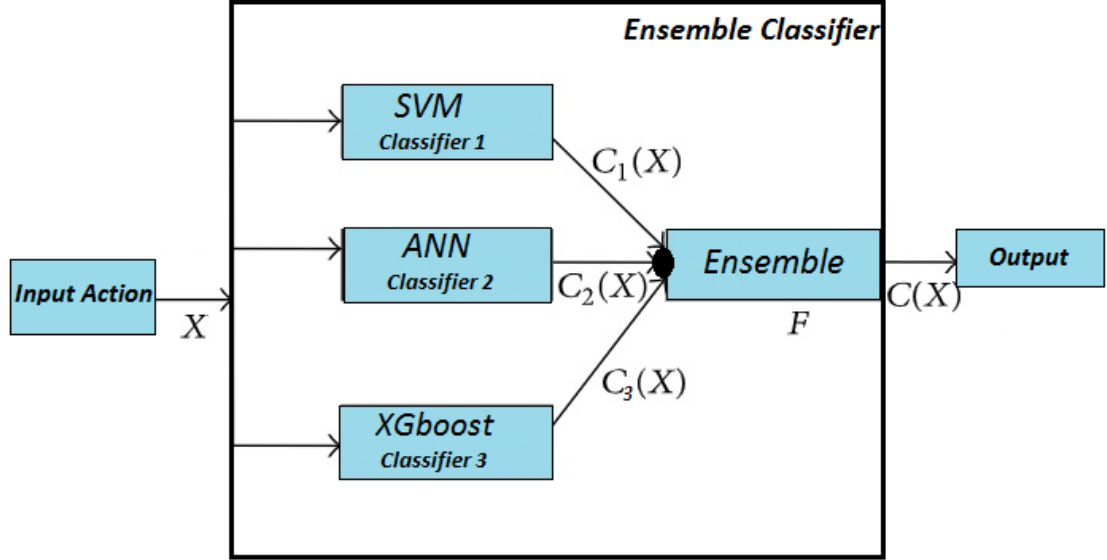 Ensemble Classifier
SVM
Classifier 1
C₁(X)
ANN
Classifier 2
C₂(X)
Ensemble
F
Input Action
X
Output
C(X)
C₃(X)
XGboost
Classifier 3